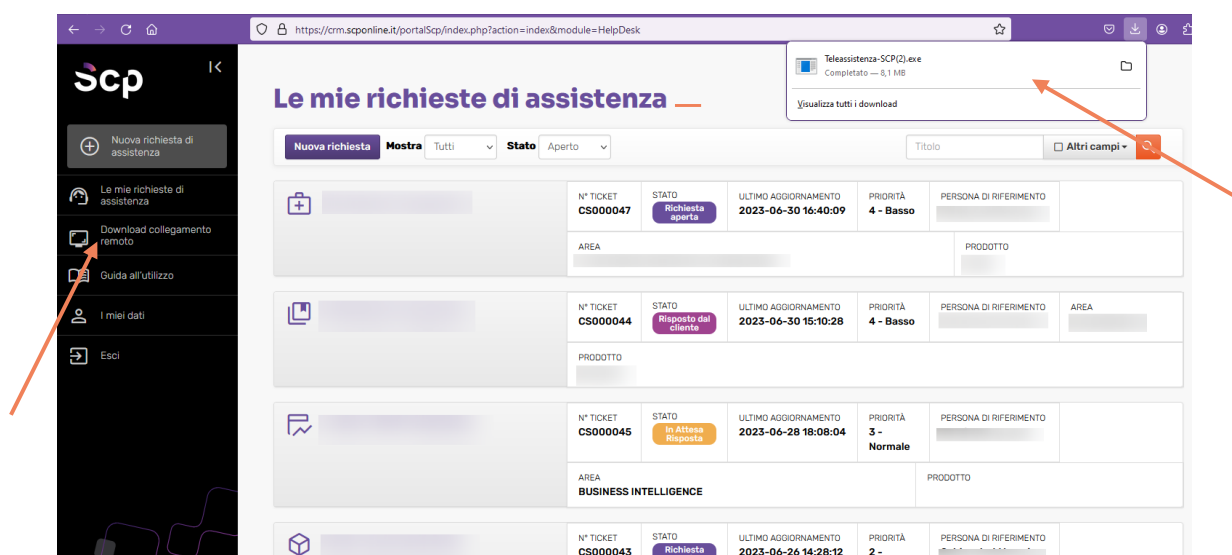 https://crm.scponline.it/portalScp/index.php?action=index&module=HelpDesk
Teleassistenza-SCP(2).exe
Completato — 8,1 MB
Visualizza tutti i download
Scp
Nuova richiesta di
assistenza
Le mie richieste di
assistenza
Download collegamento
remoto
Guida all'utilizzo
I miei dati
Esci
Le mie richieste di assistenza
Nuova richiesta Mostra Tutti Stato Aperto Titolo Altri campi
N° TICKET STATO ULTIMO AGGIORNAMENTO PRIORITÀ PERSONA DI RIFERIMENTO
CS000047 Richiesta aperta 2023-06-30 16:40:09 4 - Basso
AREA PRODOTTO
N° TICKET STATO ULTIMO AGGIORNAMENTO PRIORITÀ PERSONA DI RIFERIMENTO AREA
CS000044 Risposto dal cliente 2023-06-30 15:10:28 4 - Basso
PRODOTTO
N° TICKET STATO ULTIMO AGGIORNAMENTO PRIORITÀ PERSONA DI RIFERIMENTO
CS000045 In Attesa Risposta 2023-06-28 18:08:04 3 - Normale
AREA PRODOTTO
BUSINESS INTELLIGENCE
N° TICKET STATO ULTIMO AGGIORNAMENTO PRIORITÀ PERSONA DI RIFERIMENTO
CS000043 Richiesta 2023-06-26 14:28:12 2 -